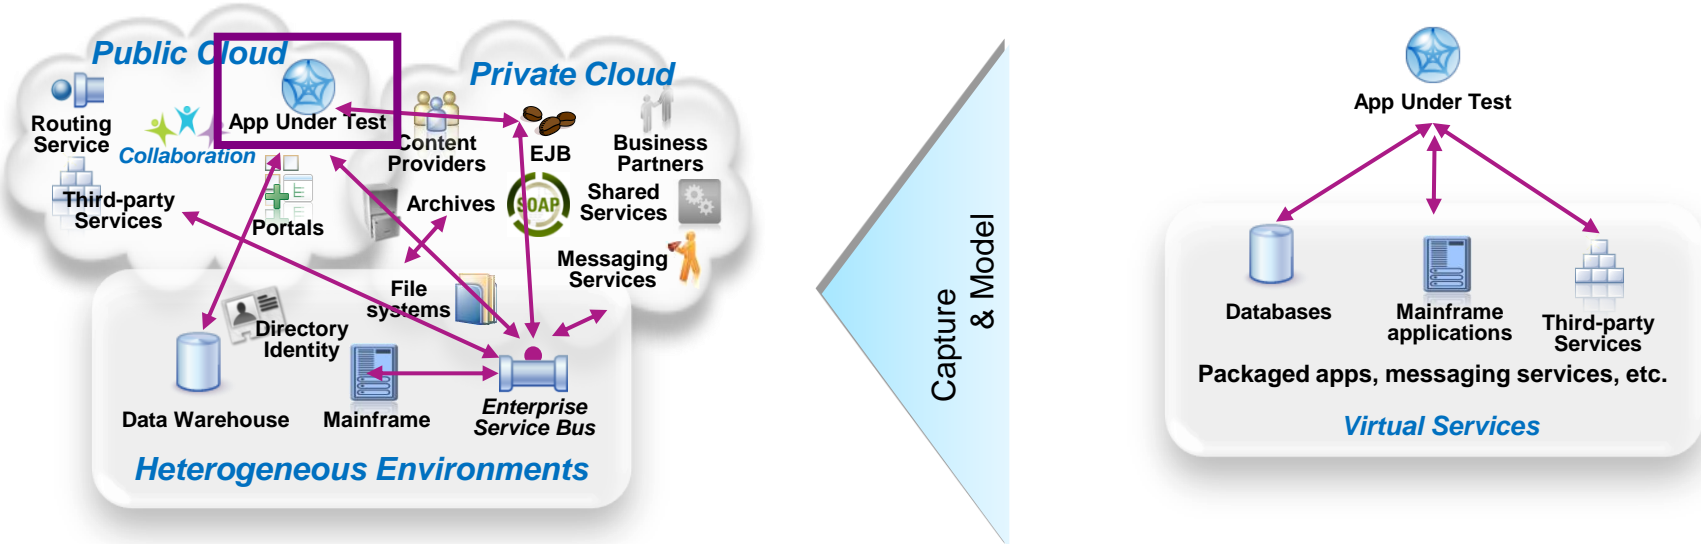 Public Cloud
Private Cloud
Routing
Service
Collaboration
App Under Test
Content
Providers
EJB
Business
Partners
Third-party
Services
Portals
Archives
SOAP
Shared
Services
Messaging
Services
File
systems
Directory
Identity
Data Warehouse
Mainframe
Enterprise
Service Bus
Heterogeneous Environments
Capture
& Model
App Under Test
Databases
Mainframe
applications
Third-party
Services
Packaged apps, messaging services, etc.
Virtual Services